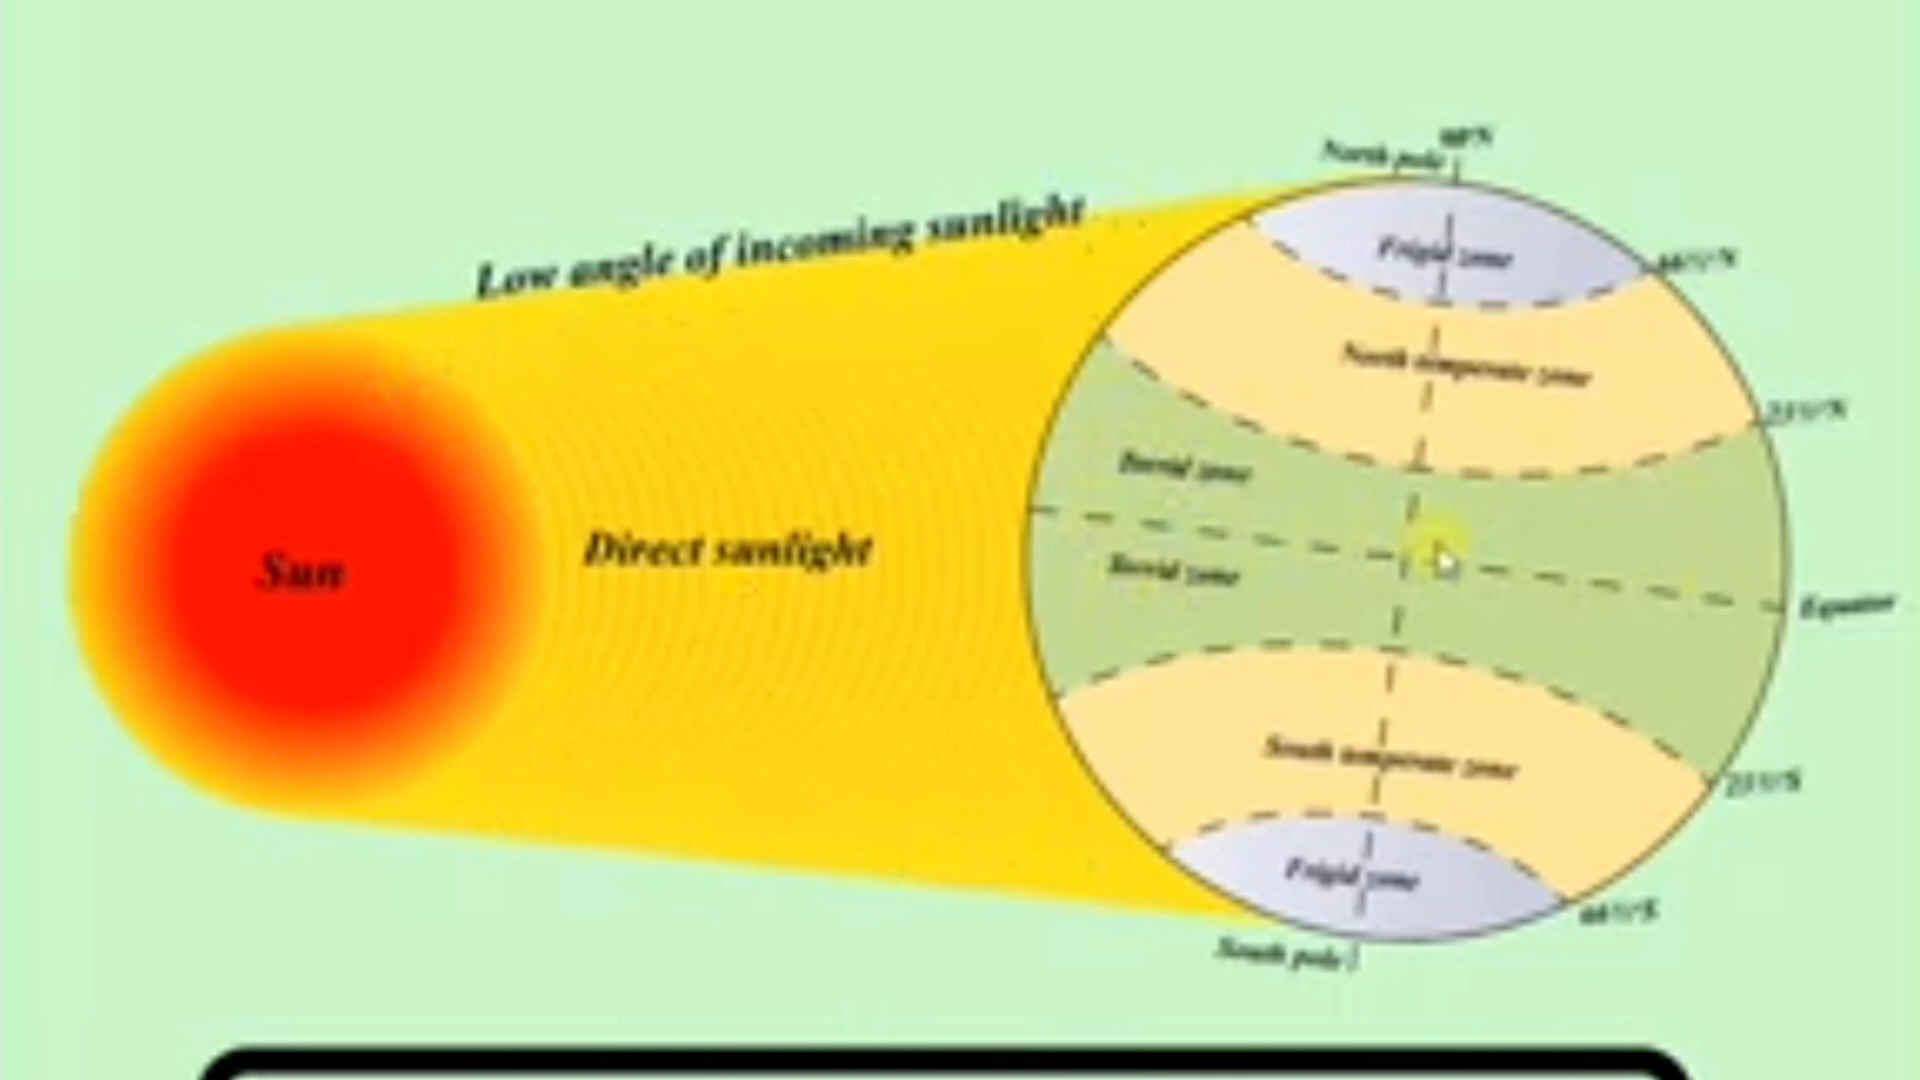 North pole
Low angle of incoming sunlight
Frigid zone
North temperate zone
Torrid zone
Direct sunlight
Sun
Torrid zone
Equator
South temperate zone
Frigid zone
South pole